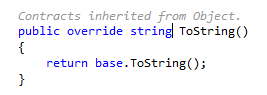 Contracts inherited from Object.
public override string ToString()
{
return base.ToString();
}